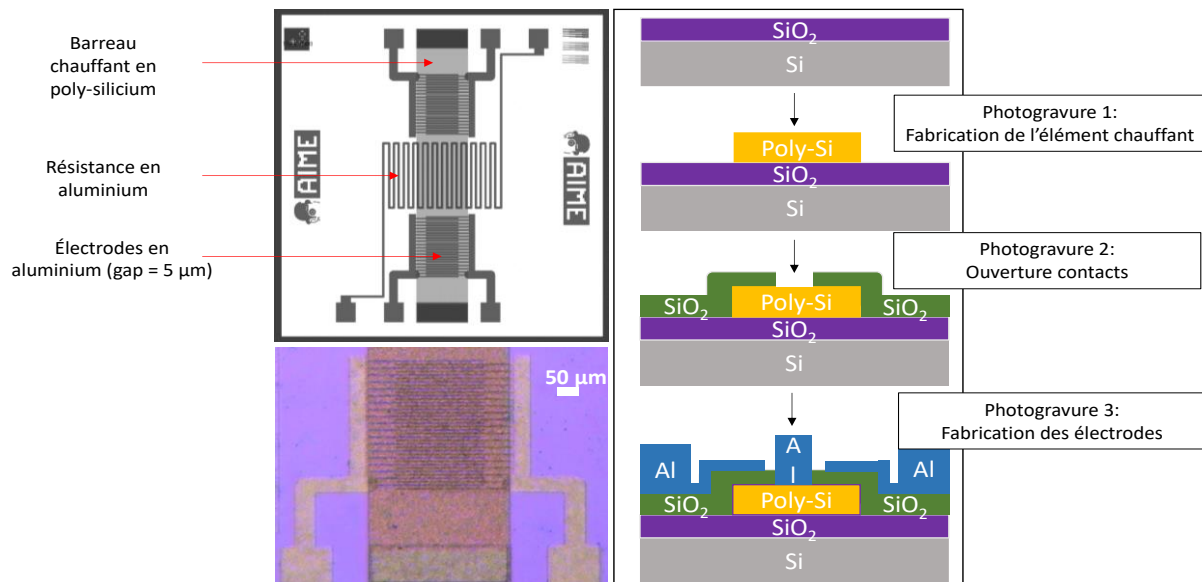 Barreau
chauffant en
poly-silicium
Résistance en
aluminium
Électrodes en
aluminium (gap = 5 µm)
AIME
AIME
50 µm
SiO2
Si
Photogravure 1:
Fabrication de l'élément chauffant
Poly-Si
SiO2
Si
Photogravure 2:
Ouverture contacts
SiO2
Poly-Si
SiO2
SiO2
Si
Photogravure 3:
Fabrication des électrodes
Al
A
l
Al
SiO2
Poly-Si
SiO2
SiO2
Si